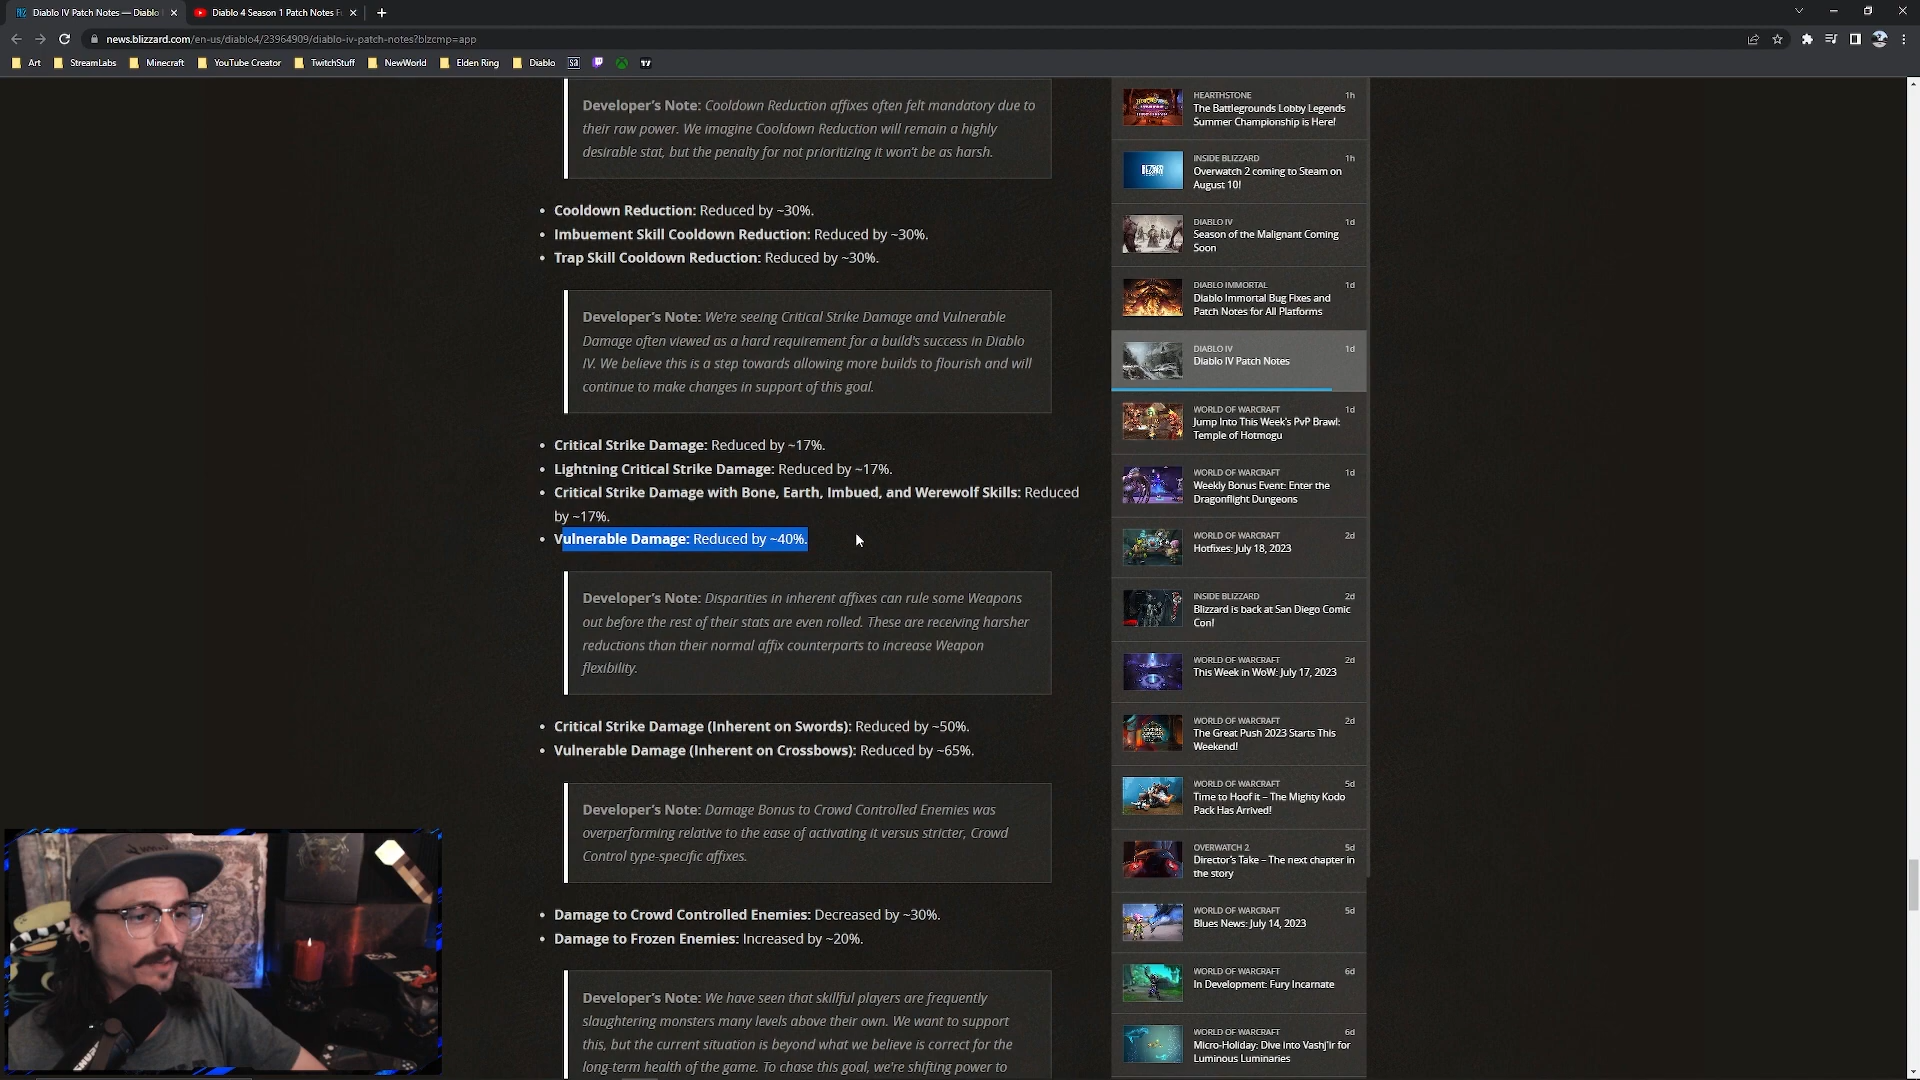 Diablo IV Patch Notes — Diablo
Diablo 4 Season 1 Patch Notes F
news.blizzard.com/en-us/diablo4/23964909/diablo-iv-patch-notes?blzcmp=app
Art
StreamLabs
Minecraft
YouTube Creator
TwitchStuff
NewWorld
Elden Ring
Diablo
Developer's Note: Cooldown Reduction affixes often felt mandatory due to
their raw power. We imagine Cooldown Reduction will remain a highly
desirable stat, but the penalty for not prioritizing it won't be as harsh.
• Cooldown Reduction: Reduced by ~30%.
• Imbuement Skill Cooldown Reduction: Reduced by ~30%.
• Trap Skill Cooldown Reduction: Reduced by ~30%.
Developer's Note: We're seeing Critical Strike Damage and Vulnerable
Damage often viewed as a hard requirement for a build's success in Diablo
IV. We believe this is a step towards allowing more builds to flourish and will
continue to make changes in support of this goal.
• Critical Strike Damage: Reduced by ~17%.
• Lightning Critical Strike Damage: Reduced by ~17%.
• Critical Strike Damage with Bone, Earth, Imbued, and Werewolf Skills: Reduced
by ~17%.
• Vulnerable Damage: Reduced by ~40%.
Developer's Note: Disparities in inherent affixes can rule some Weapons
out before the rest of their stats are even rolled. These are receiving harsher
reductions than their normal affix counterparts to increase Weapon
flexibility.
• Critical Strike Damage (Inherent on Swords): Reduced by ~50%.
• Vulnerable Damage (Inherent on Crossbows): Reduced by ~65%.
Developer's Note: Damage Bonus to Crowd Controlled Enemies was
overperforming relative to the ease of activating it versus stricter, Crowd
Control type-specific affixes.
• Damage to Crowd Controlled Enemies: Decreased by ~30%.
• Damage to Frozen Enemies: Increased by ~20%.
Developer's Note: We have seen that skillful players are frequently
slaughtering monsters many levels above their own. We want to support
this, but the current situation is beyond what we believe is correct for the
long-term health of the game. To chase this goal, we're shifting power to
HEARTHSTONE 1h
The Battlegrounds Lobby Legends
Summer Championship is Here!
INSIDE BLIZZARD 1h
Overwatch 2 coming to Steam on
August 10!
DIABLO IV 1d
Season of the Malignant Coming
Soon
DIABLO IMMORTAL 1d
Diablo Immortal Bug Fixes and
Patch Notes for All Platforms
DIABLO IV 1d
Diablo IV Patch Notes
WORLD OF WARCRAFT 1d
Jump Into This Week's PvP Brawl:
Temple of Hotmogu
WORLD OF WARCRAFT 1d
Weekly Bonus Event: Enter the
Dragonflight Dungeons
WORLD OF WARCRAFT 2d
Hotfixes: July 18, 2023
INSIDE BLIZZARD 2d
Blizzard is back at San Diego Comic
Con!
WORLD OF WARCRAFT 2d
This Week in WoW: July 17, 2023
WORLD OF WARCRAFT 2d
The Great Push 2023 Starts This
Weekend!
WORLD OF WARCRAFT 5d
Time to Hoof it – The Mighty Kodo
Pack Has Arrived!
OVERWATCH 2 5d
Director's Take – The next chapter in
the story
WORLD OF WARCRAFT 5d
Blues News: July 14, 2023
WORLD OF WARCRAFT 6d
In Development: Fury Incarnate
WORLD OF WARCRAFT 6d
Micro-Holiday: Dive into Vashj'ir for
Luminous Luminaries